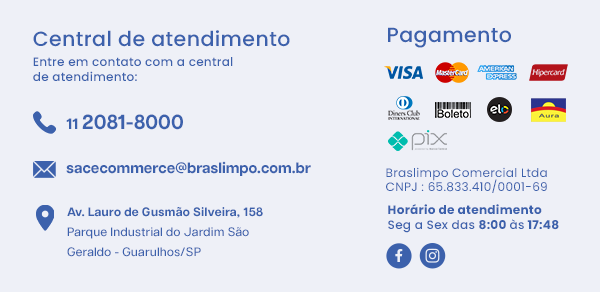 Central de atendimento
Entre em contato com a central
de atendimento:
11 2081-8000
sacecommerce@braslimpo.com.br
Av. Lauro de Gusmão Silveira, 158
Parque Industrial do Jardim São
Geraldo - Guarulhos/SP
Pagamento
VISA
MasterCard
AMERICAN EXPRESS
Hipercard
Diners Club
INTERNATIONAL
Boleto
elo
Aura
pix
Braslimpo Comercial Ltda
CNPJ : 65.833.410/0001-69
Horário de atendimento
Seg a Sex das 8:00 às 17:48